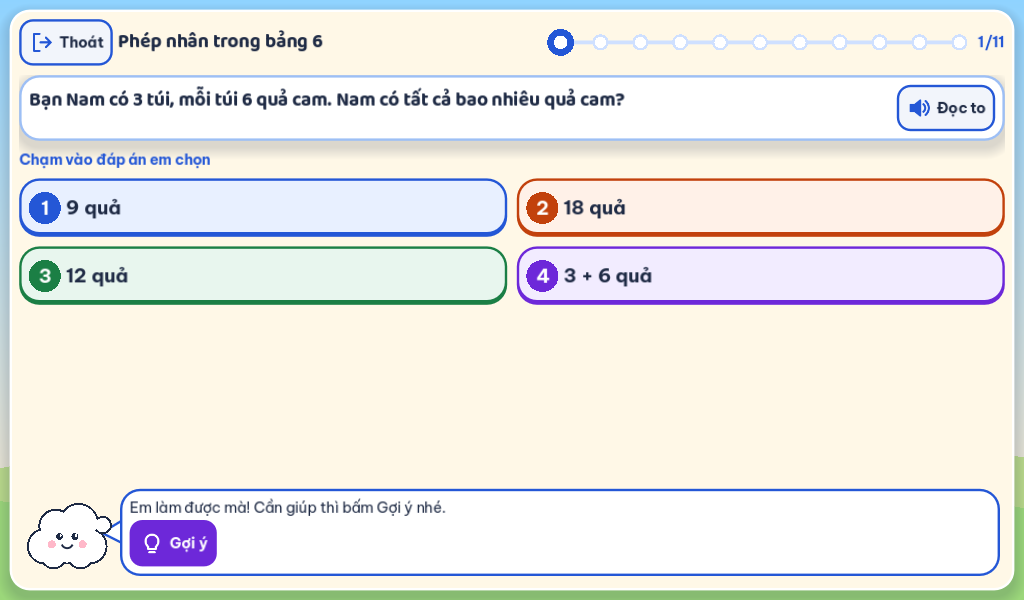 Thoát
Phép nhân trong bảng 6
1/11
Bạn Nam có 3 túi, mỗi túi 6 quả cam. Nam có tất cả bao nhiêu quả cam?
Đọc to
Chạm vào đáp án em chọn
1 9 quả
2 18 quả
3 12 quả
4 3 + 6 quả
Em làm được mà! Cần giúp thì bấm Gợi ý nhé.
Gợi ý